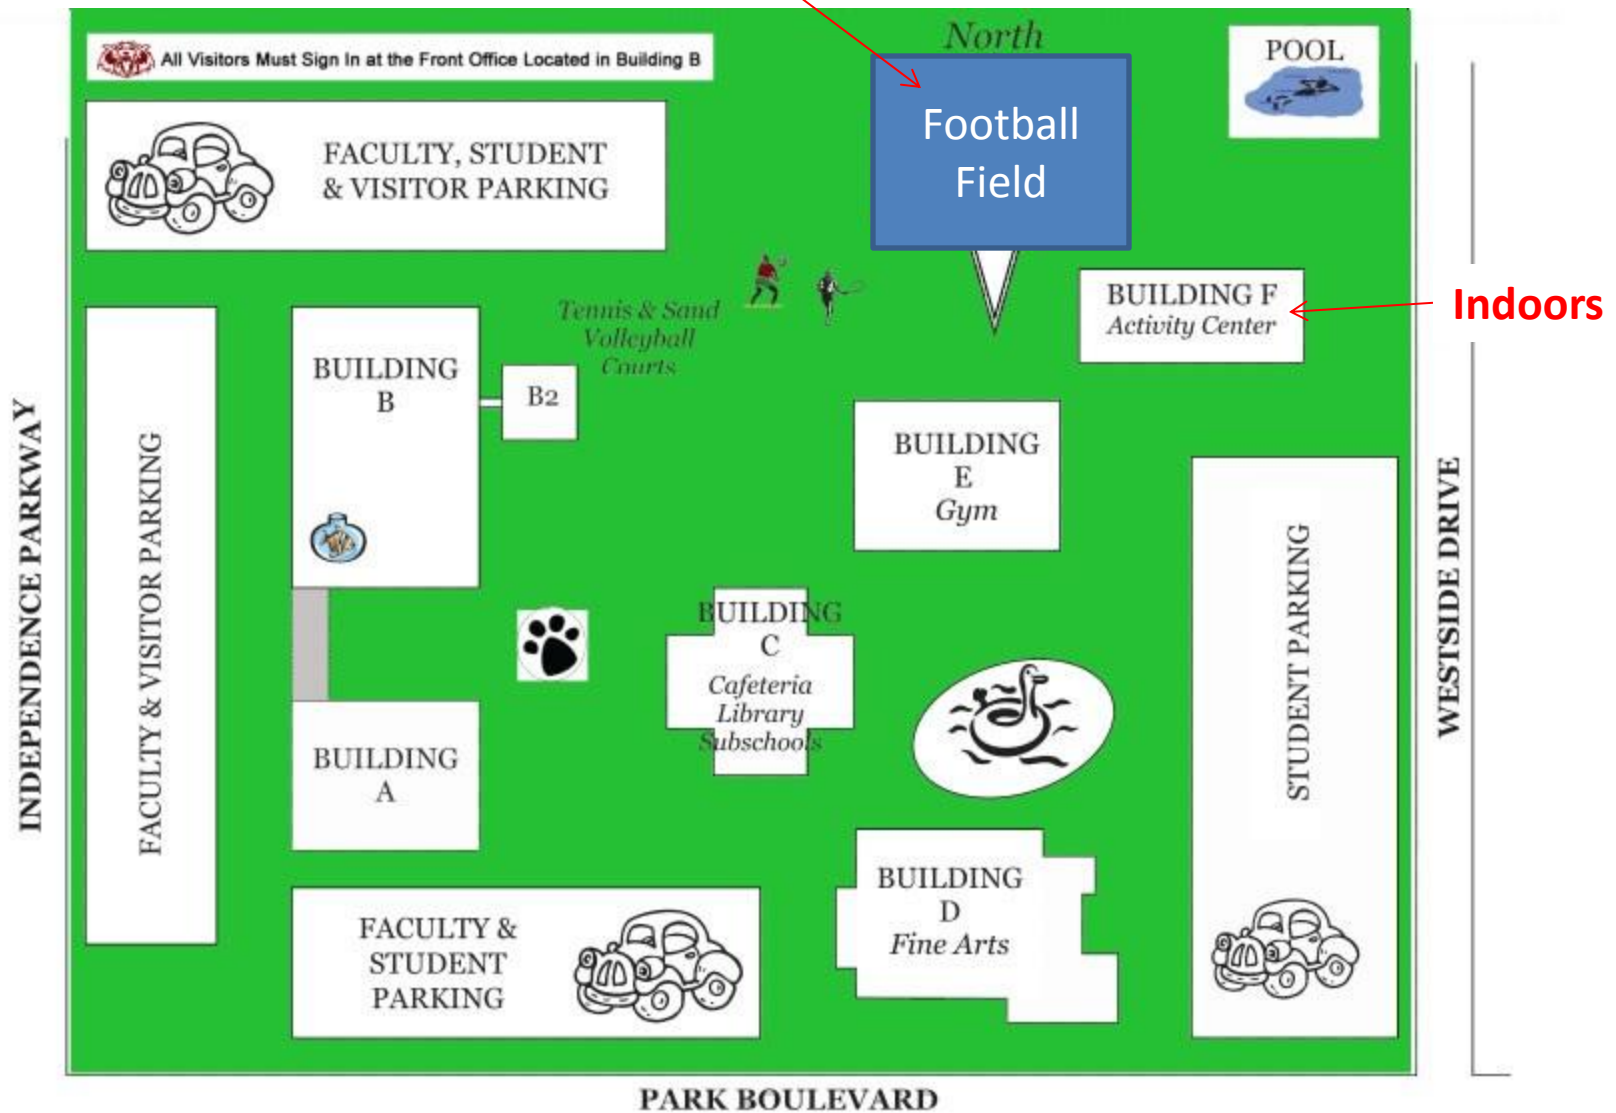 North
All Visitors Must Sign In at the Front Office Located in Building B
POOL
Football
Field
FACULTY, STUDENT
& VISITOR PARKING
BUILDING F
Activity Center
Indoors
Tennis & Sand
Volleyball
Courts
BUILDING
B
B2
BUILDING
E
Gym
INDEPENDENCE PARKWAY
FACULTY & VISITOR PARKING
WESTSIDE DRIVE
STUDENT PARKING
BUILDING
C
Cafeteria
Library
Subschools
BUILDING
A
BUILDING
D
Fine Arts
FACULTY &
STUDENT
PARKING
PARK BOULEVARD